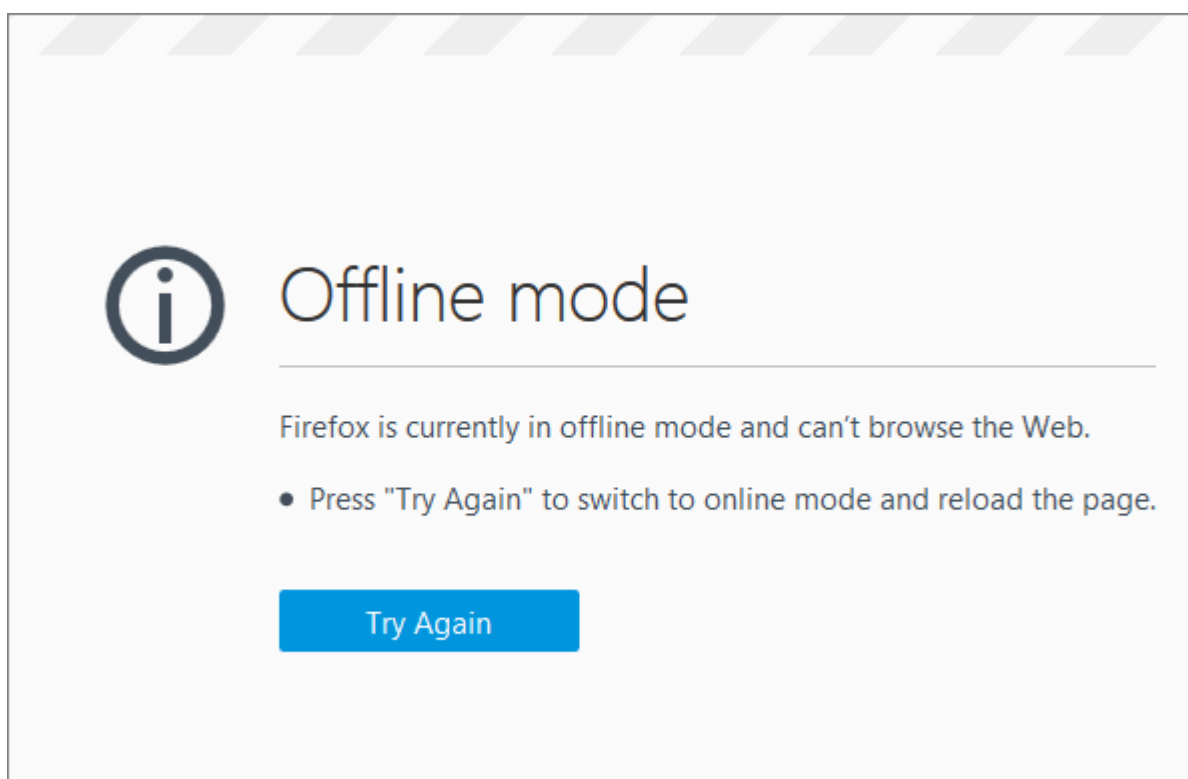 Offline mode
Firefox is currently in offline mode and can’t browse the Web.
• Press "Try Again" to switch to online mode and reload the page.
Try Again